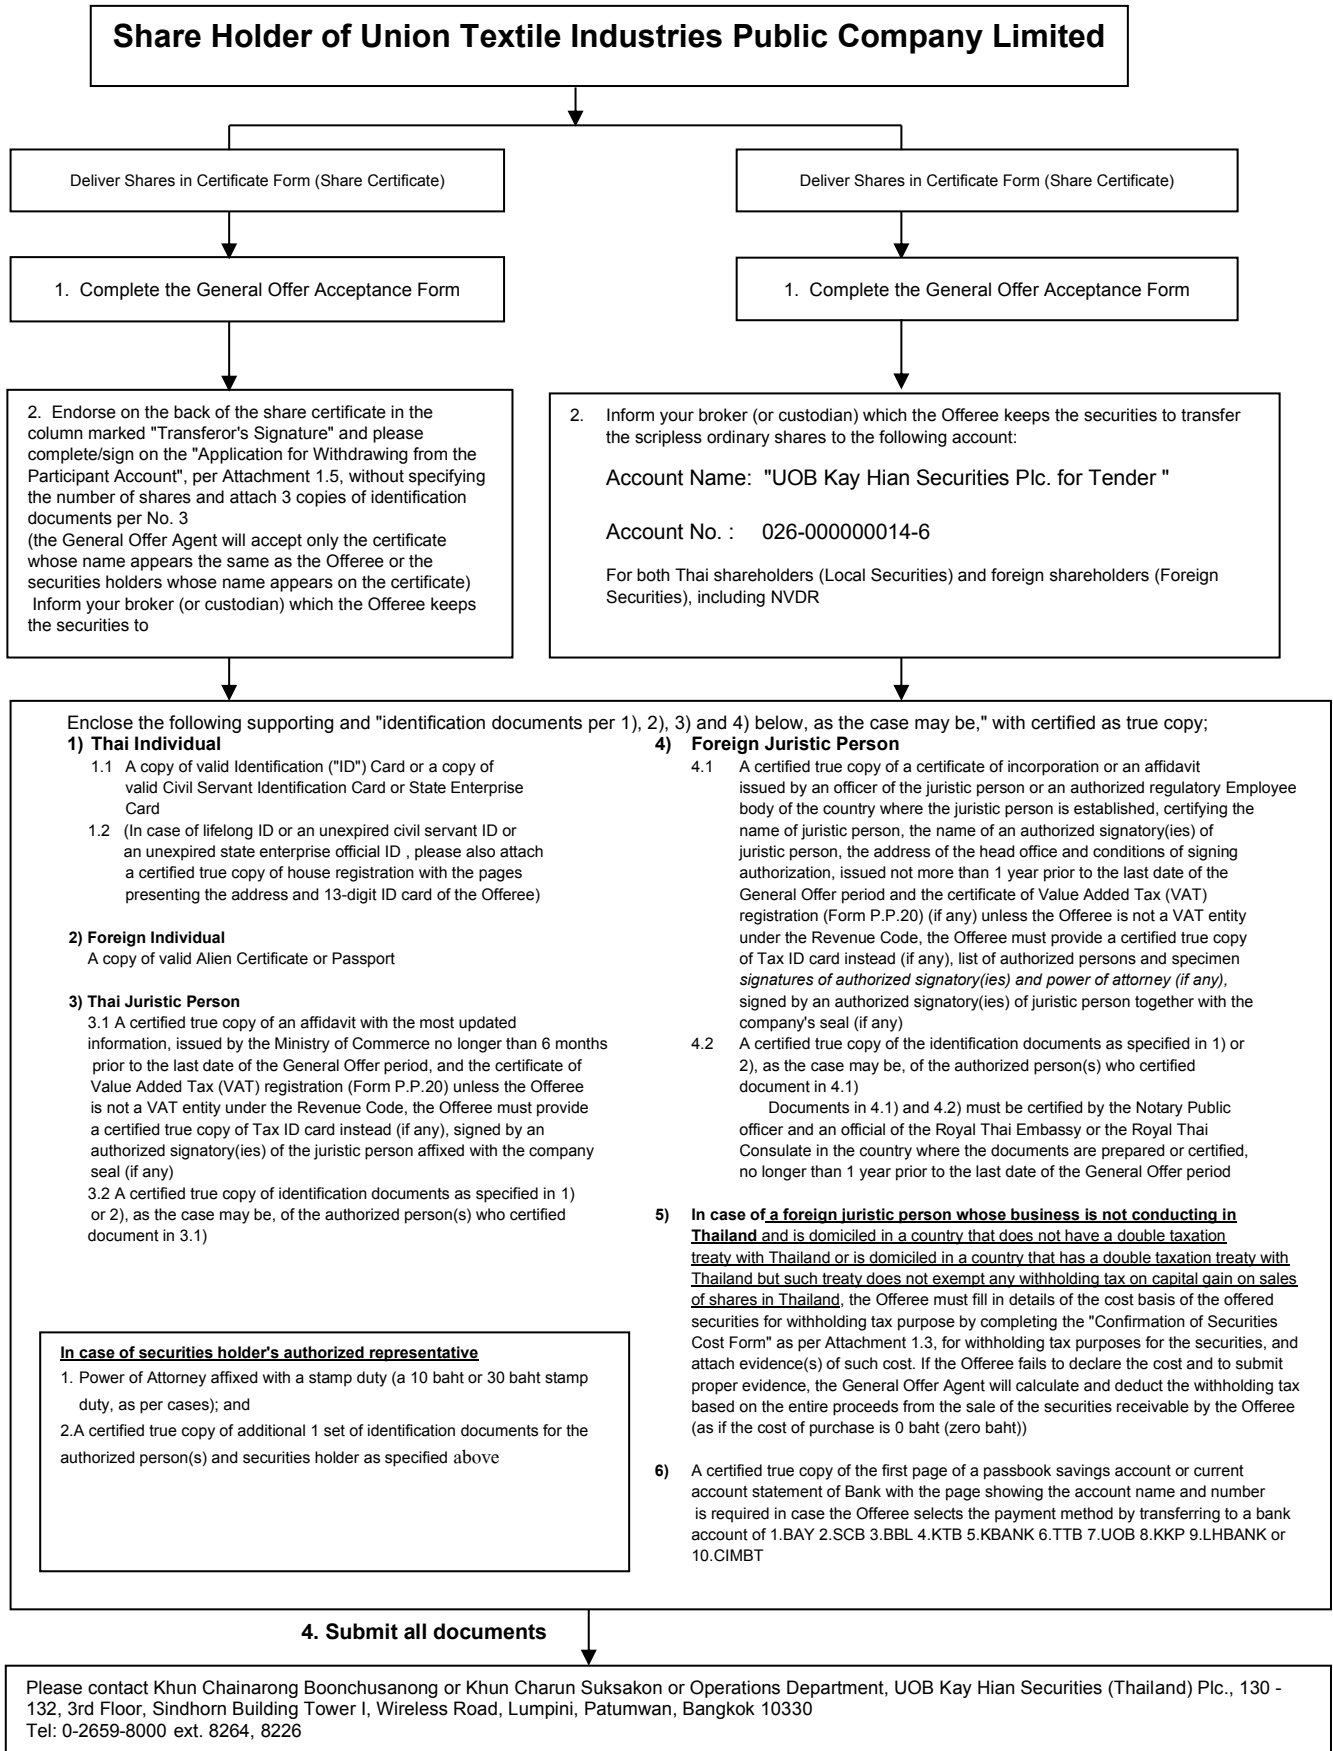 Share Holder of Union Textile Industries Public Company Limited
Deliver Shares in Certificate Form (Share Certificate)
Deliver Shares in Certificate Form (Share Certificate)
1. Complete the General Offer Acceptance Form
1. Complete the General Offer Acceptance Form
2. Endorse on the back of the share certificate in the
column marked "Transferor's Signature" and please
complete/sign on the "Application for Withdrawing from the
Participant Account", per Attachment 1.5, without specifying
the number of shares and attach 3 copies of identification
documents per No. 3
(the General Offer Agent will accept only the certificate
whose name appears the same as the Offeree or the
securities holders whose name appears on the certificate)
Inform your broker (or custodian) which the Offeree keeps
the securities to
2. Inform your broker (or custodian) which the Offeree keeps the securities to transfer
the scripless ordinary shares to the following account:
Account Name: "UOB Kay Hian Securities Plc. for Tender "
Account No. : 026-000000014-6
For both Thai shareholders (Local Securities) and foreign shareholders (Foreign
Securities), including NVDR
Enclose the following supporting and "identification documents per 1), 2), 3) and 4) below, as the case may be," with certified as true copy;
1) Thai Individual
1.1 A copy of valid Identification ("ID") Card or a copy of
valid Civil Servant Identification Card or State Enterprise
Card
1.2 (In case of lifelong ID or an unexpired civil servant ID or
an unexpired state enterprise official ID , please also attach
a certified true copy of house registration with the pages
presenting the address and 13-digit ID card of the Offeree)
2) Foreign Individual
A copy of valid Alien Certificate or Passport
3) Thai Juristic Person
3.1 A certified true copy of an affidavit with the most updated
information, issued by the Ministry of Commerce no longer than 6 months
prior to the last date of the General Offer period, and the certificate of
Value Added Tax (VAT) registration (Form P.P.20) unless the Offeree
is not a VAT entity under the Revenue Code, the Offeree must provide
a certified true copy of Tax ID card instead (if any), signed by an
authorized signatory(ies) of the juristic person affixed with the company
seal (if any)
3.2 A certified true copy of identification documents as specified in 1)
or 2), as the case may be, of the authorized person(s) who certified
document in 3.1)
In case of securities holder's authorized representative
1. Power of Attorney affixed with a stamp duty (a 10 baht or 30 baht stamp
duty, as per cases); and
2.A certified true copy of additional 1 set of identification documents for the
authorized person(s) and securities holder as specified above
4) Foreign Juristic Person
4.1 A certified true copy of a certificate of incorporation or an affidavit
issued by an officer of the juristic person or an authorized regulatory Employee
body of the country where the juristic person is established, certifying the
name of juristic person, the name of an authorized signatory(ies) of
juristic person, the address of the head office and conditions of signing
authorization, issued not more than 1 year prior to the last date of the
General Offer period and the certificate of Value Added Tax (VAT)
registration (Form P.P.20) (if any) unless the Offeree is not a VAT entity
under the Revenue Code, the Offeree must provide a certified true copy
of Tax ID card instead (if any), list of authorized persons and specimen
signatures of authorized signatory(ies) and power of attorney (if any),
signed by an authorized signatory(ies) of juristic person together with the
company's seal (if any)
4.2 A certified true copy of the identification documents as specified in 1) or
2), as the case may be, of the authorized person(s) who certified
document in 4.1)
Documents in 4.1) and 4.2) must be certified by the Notary Public
officer and an official of the Royal Thai Embassy or the Royal Thai
Consulate in the country where the documents are prepared or certified,
no longer than 1 year prior to the last date of the General Offer period
5) In case of a foreign juristic person whose business is not conducting in
Thailand and is domiciled in a country that does not have a double taxation
treaty with Thailand or is domiciled in a country that has a double taxation treaty with
Thailand but such treaty does not exempt any withholding tax on capital gain on sales
of shares in Thailand, the Offeree must fill in details of the cost basis of the offered
securities for withholding tax purpose by completing the "Confirmation of Securities
Cost Form" as per Attachment 1.3, for withholding tax purposes for the securities, and
attach evidence(s) of such cost. If the Offeree fails to declare the cost and to submit
proper evidence, the General Offer Agent will calculate and deduct the withholding tax
based on the entire proceeds from the sale of the securities receivable by the Offeree
(as if the cost of purchase is 0 baht (zero baht))
6) A certified true copy of the first page of a passbook savings account or current
account statement of Bank with the page showing the account name and number
is required in case the Offeree selects the payment method by transferring to a bank
account of 1.BAY 2.SCB 3.BBL 4.KTB 5.KBANK 6.TTB 7.UOB 8.KKP 9.LHBANK or
10.CIMBT
4. Submit all documents
Please contact Khun Chainarong Boonchusanong or Khun Charun Suksakon or Operations Department, UOB Kay Hian Securities (Thailand) Plc., 130 -
132, 3rd Floor, Sindhorn Building Tower I, Wireless Road, Lumpini, Patumwan, Bangkok 10330
Tel: 0-2659-8000 ext. 8264, 8226